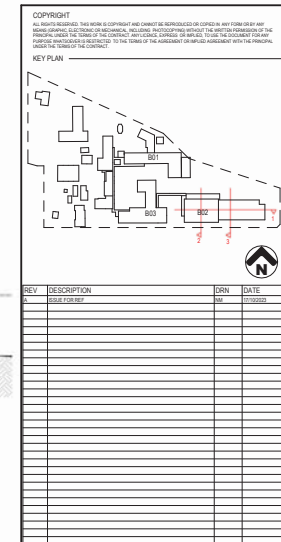 COPYRIGHT
ALL RIGHTS RESERVED. THIS WORK IS COPYRIGHT AND CANNOT BE REPRODUCED OR COPIED IN ANY FORM OR BY ANY
MEANS (GRAPHIC, ELECTRONIC OR MECHANICAL, INCLUDING PHOTOCOPYING) WITHOUT THE WRITTEN PERMISSION OF THE
PRINCIPAL UNDER THE TERMS OF THE CONTRACT. ANY LICENCE, EXPRESS OR IMPLIED, TO USE THE DOCUMENT FOR ANY
PURPOSE WHATSOEVER IS RESTRICTED TO THE TERMS OF THE AGREEMENT OR IMPLIED AGREEMENT WITH THE PRINCIPAL
UNDER THE TERMS OF THE CONTRACT.
KEY PLAN
B01
B03
B02
1
2
3
N
REV DESCRIPTION DRN DATE
A ISSUE FOR REF NM 17/10/2023